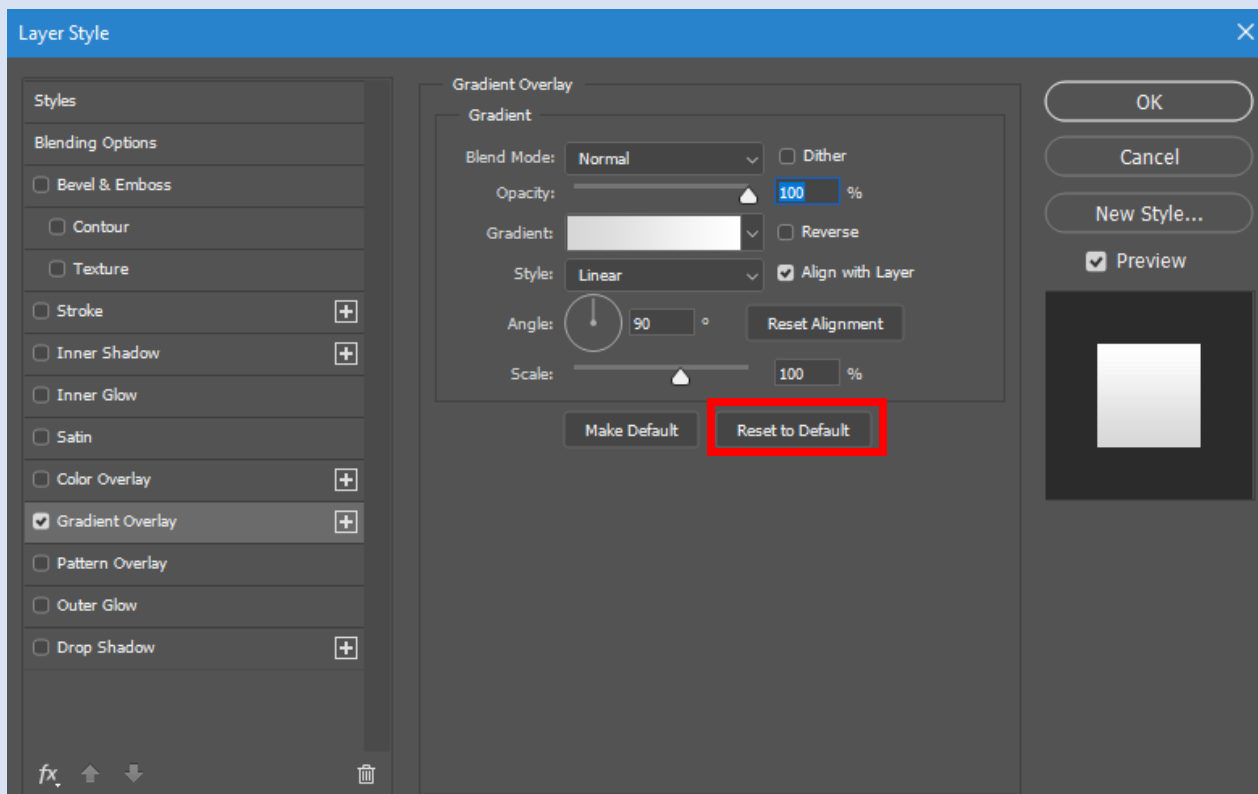 Layer Style
Styles
Blending Options
Bevel & Emboss
Contour
Texture
Stroke
Inner Shadow
Inner Glow
Satin
Color Overlay
Gradient Overlay
Pattern Overlay
Outer Glow
Drop Shadow
fx
Gradient Overlay
Gradient
Blend Mode: Normal Dither
Opacity: 100 %
Gradient: Reverse
Style: Linear Align with Layer
Angle: 90 ° Reset Alignment
Scale: 100 %
Make Default Reset to Default
OK
Cancel
New Style...
Preview